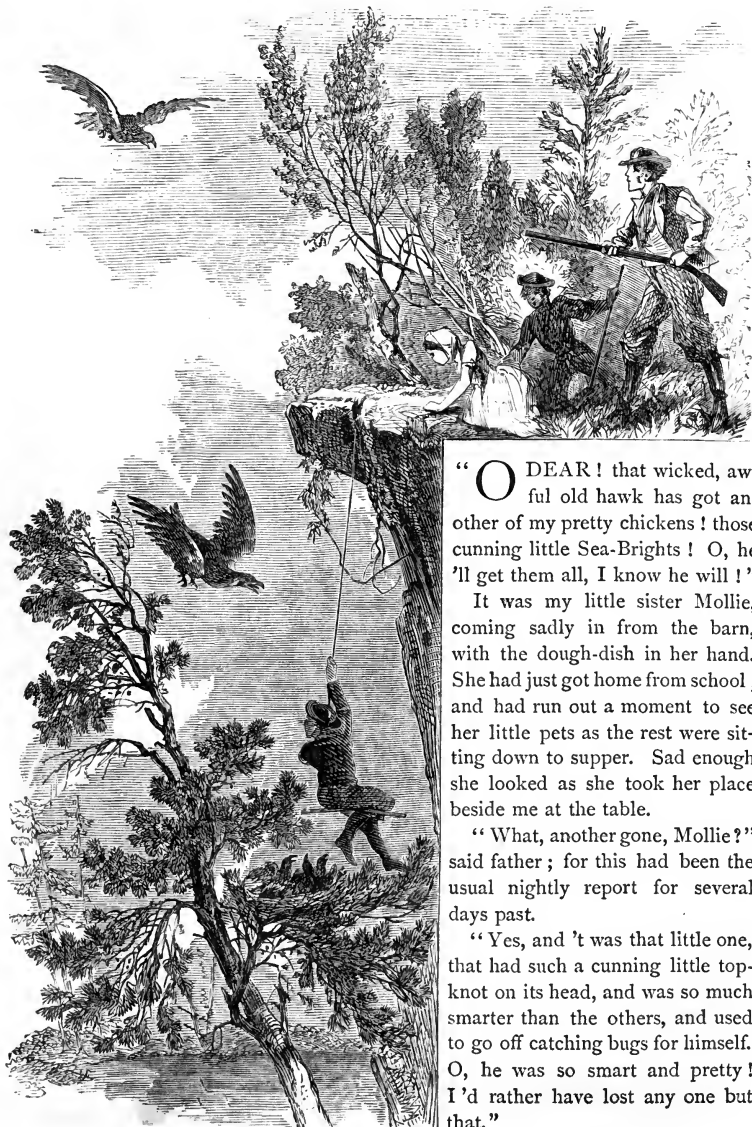 “O DEAR ! that wicked, aw
ful old hawk has got an
other of my pretty chickens ! those
cunning little Sea-Brights ! O, he
’ll get them all, I know he will ! ’
It was my little sister Mollie,
coming sadly in from the barn,
with the dough-dish in her hand.
She had just got home from school,
and had run out a moment to see
her little pets as the rest were sit-
ting down to supper. Sad enough
she looked as she took her place
beside me at the table.
“ What, another gone, Mollie ?”
said father ; for this had been the
usual nightly report for several
days past.
“ Yes, and ’t was that little one,
that had such a cunning little top-
knot on its head, and was so much
smarter than the others, and used
to go off catching bugs for himself.
O, he was so smart and pretty !
I ’d rather have lost any one but
that.”